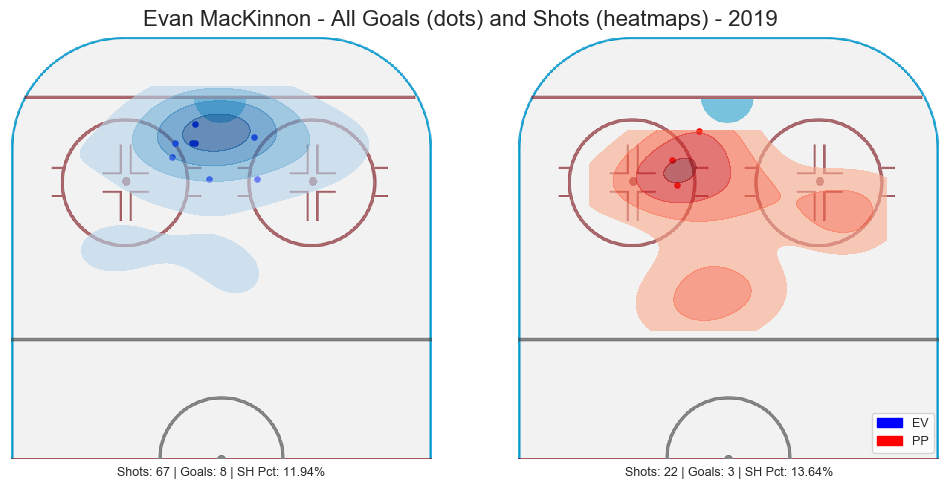 Evan MacKinnon - All Goals (dots) and Shots (heatmaps) - 2019
EV
PP
Shots: 67 | Goals: 8 | SH Pct: 11.94%
Shots: 22 | Goals: 3 | SH Pct: 13.64%